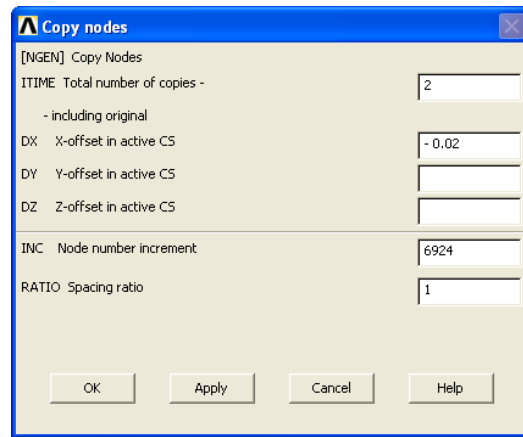 Copy nodes
[NGEN] Copy Nodes
ITIME Total number of copies - 2
- including original
DX X-offset in active CS - 0.02
DY Y-offset in active CS
DZ Z-offset in active CS
INC Node number increment 6924
RATIO Spacing ratio 1
OK Apply Cancel Help